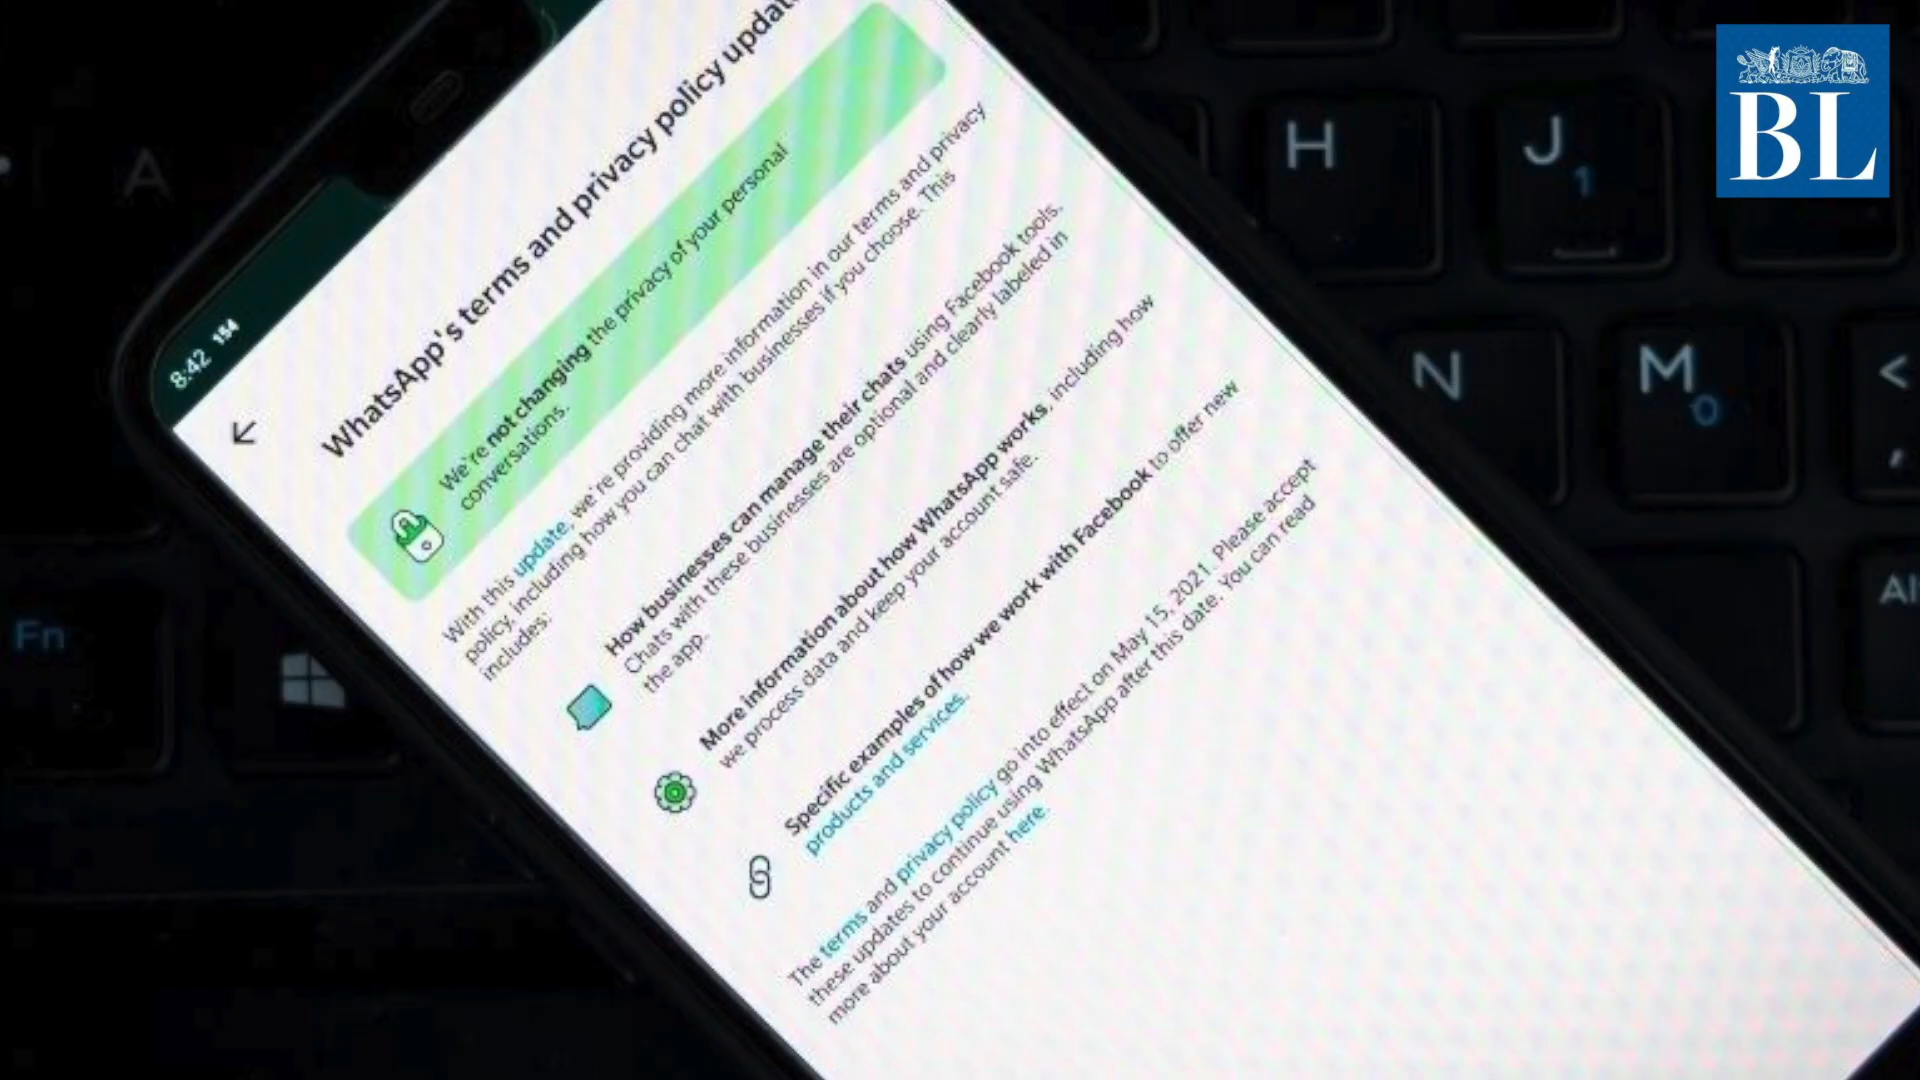 BL
8:42 154
WhatsApp's terms and privacy policy
We're not changing the privacy of your personal
conversations.
With this update, we're providing more information in our terms and privacy
policy, including how you can chat with businesses if you choose. This
includes:
How businesses can manage their chats using Facebook tools.
Chats with these businesses are optional and clearly labeled in
the app.
More information about how WhatsApp works, including how
we process data and keep your account safe.
Specific examples of how we work with Facebook to offer new
products and services.
The terms and privacy policy go into effect on May 15, 2021. Please accept
these updates to continue using WhatsApp after this date. You can read
more about your account here.
A
H
J
1
N
M
0
<
,
Fn
Al